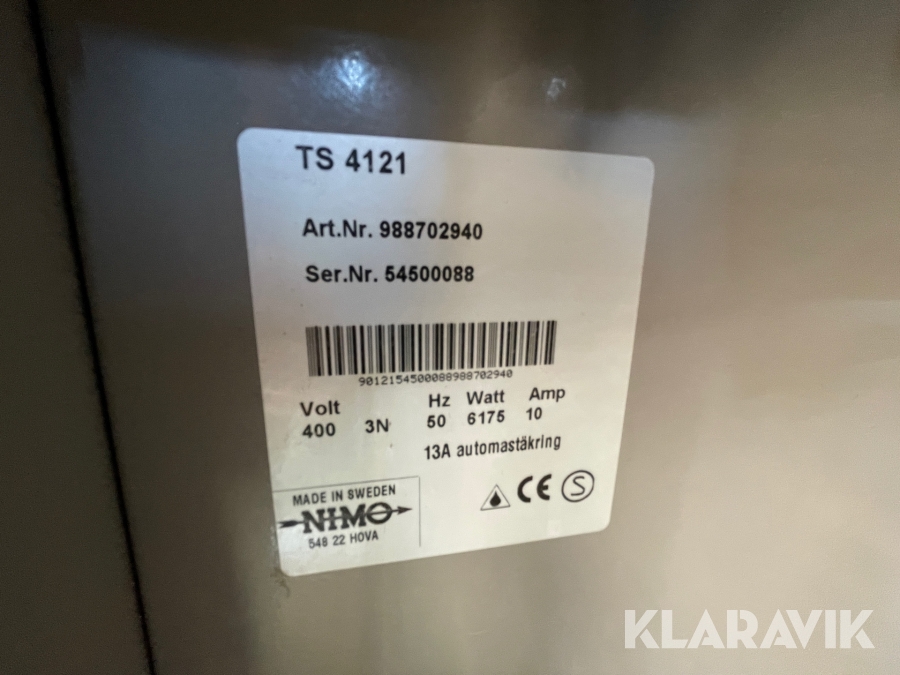 TS 4121
Art.Nr. 988702940
Ser.Nr. 54500088
9012154500088988702940
Volt Hz Watt Amp
400 3N 50 6175 10
13A automastäkring
MADE IN SWEDEN
NIMO
548 22 HOVA
CE S
KLARAVIK